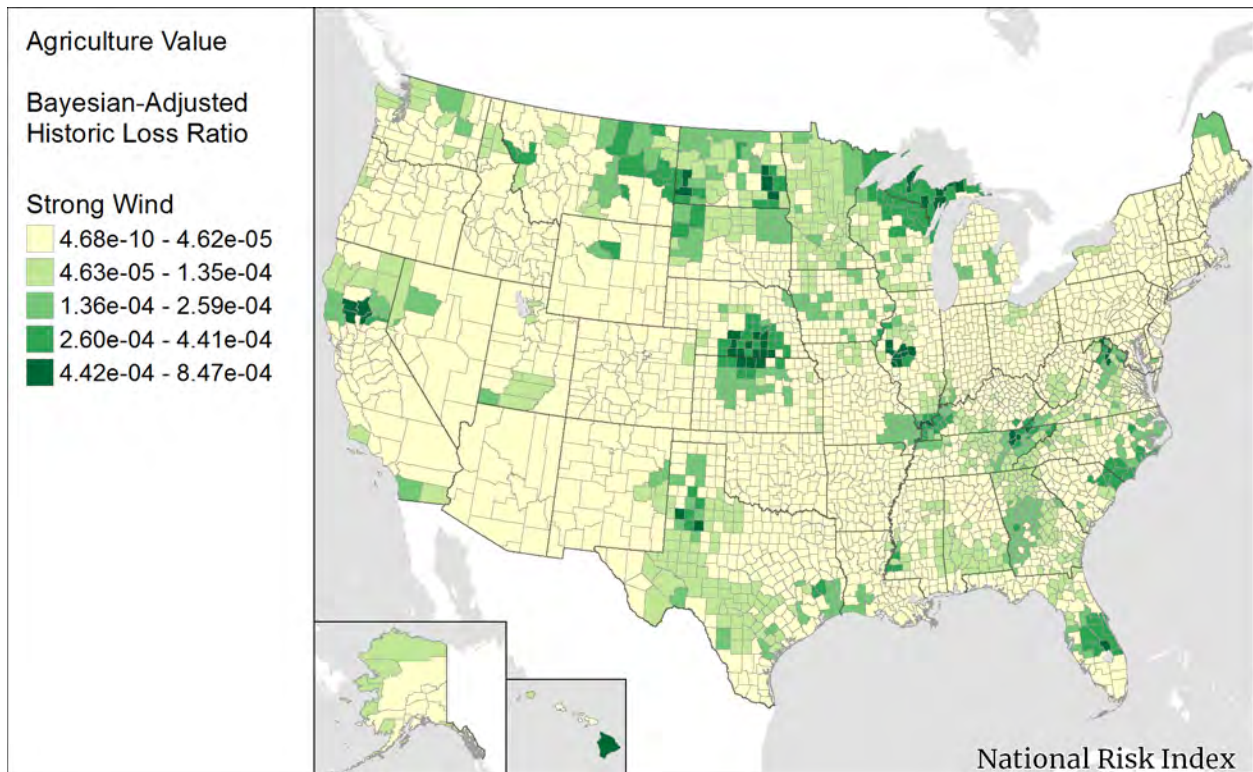 Agriculture Value
Bayesian-Adjusted
Historic Loss Ratio
Strong Wind
4.68e-10 - 4.62e-05
4.63e-05 - 1.35e-04
1.36e-04 - 2.59e-04
2.60e-04 - 4.41e-04
4.42e-04 - 8.47e-04
National Risk Index